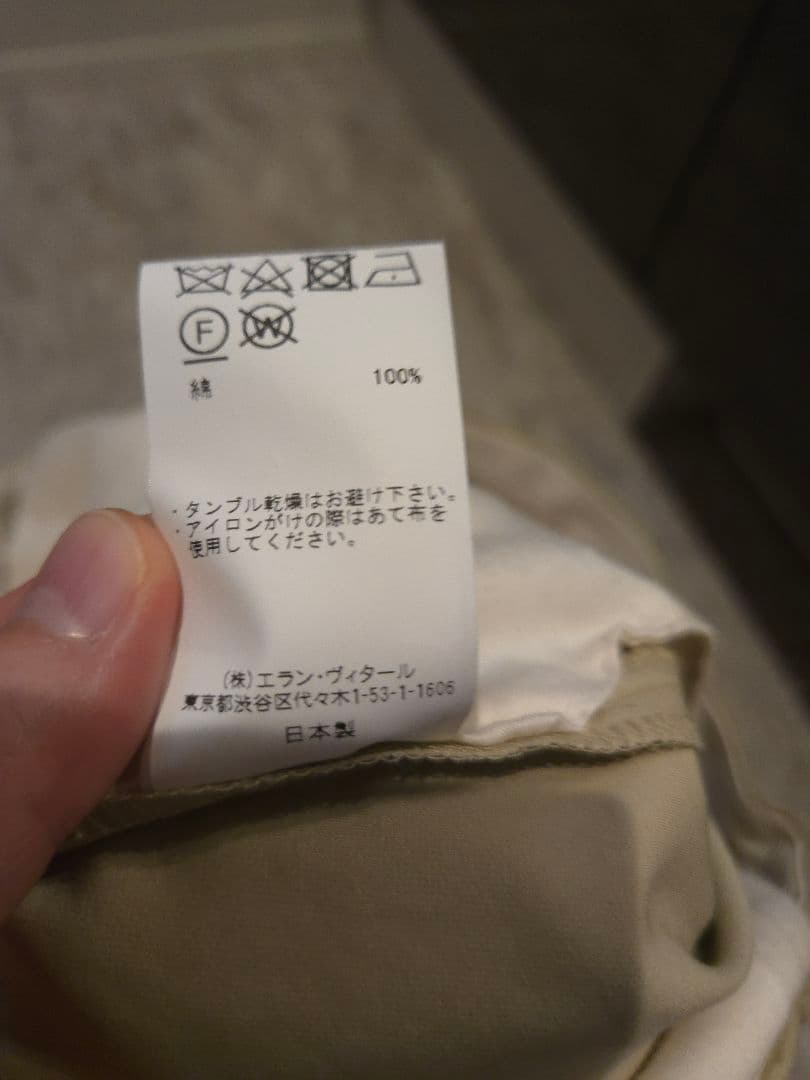 F W
綿 100%
・タンブル乾燥はお避け下さい。
・アイロンがけの際はあて布を
使用してください。
(株)エラン・ヴィタール
東京都渋谷区代々木1-53-1-1606
日本製